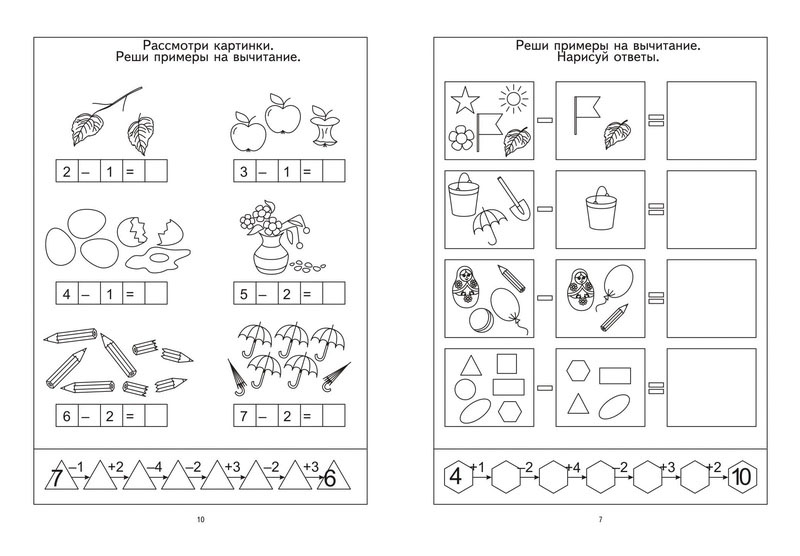 Рассмотри картинки.
Реши примеры на вычитание.
2 – 1 =
3 – 1 =
4 – 1 =
5 – 2 =
6 – 2 =
7 – 2 =
7 –1 +2 –4 –2 +3 –2 +3 6
10
Реши примеры на вычитание.
Нарисуй ответы.
– =
– =
– =
– =
4 +1 –2 +4 –2 +3 +2 10
7